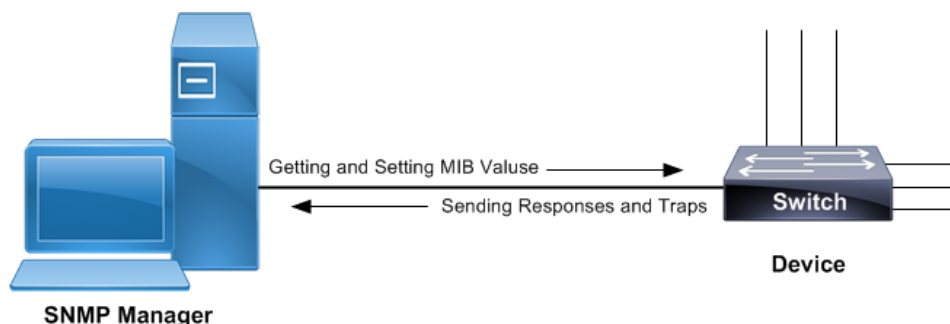 Getting and Setting MIB Valuse
Sending Responses and Traps
Switch
Device
SNMP Manager